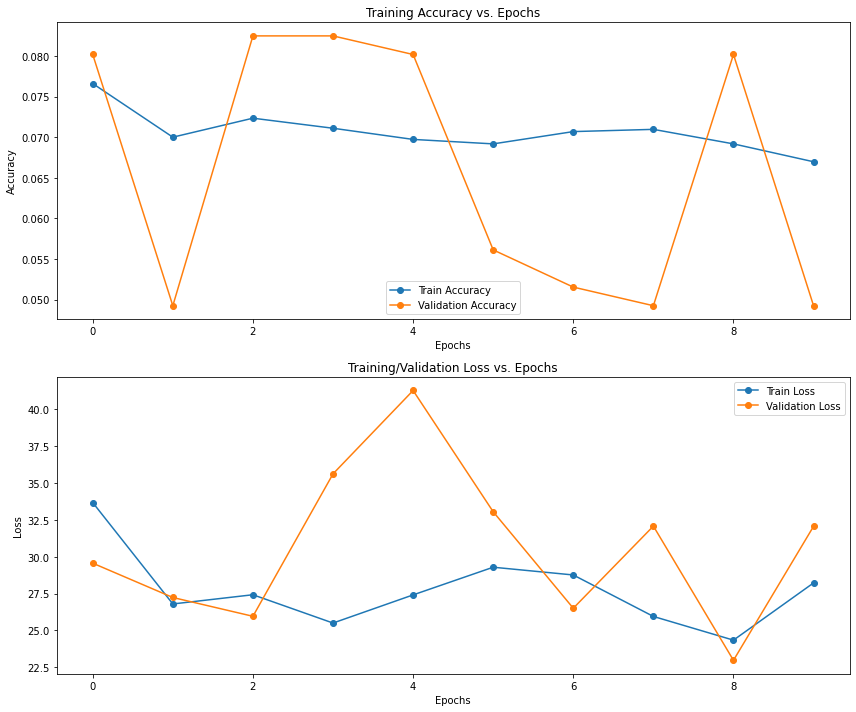 Training Accuracy vs. Epochs
0.080
0.075
0.070
0.065
0.060
0.055
0.050
Accuracy
Train Accuracy
Validation Accuracy
0 2 4 6 8
Epochs
Training/Validation Loss vs. Epochs
40.0
37.5
35.0
32.5
30.0
27.5
25.0
22.5
Loss
Train Loss
Validation Loss
0 2 4 6 8
Epochs